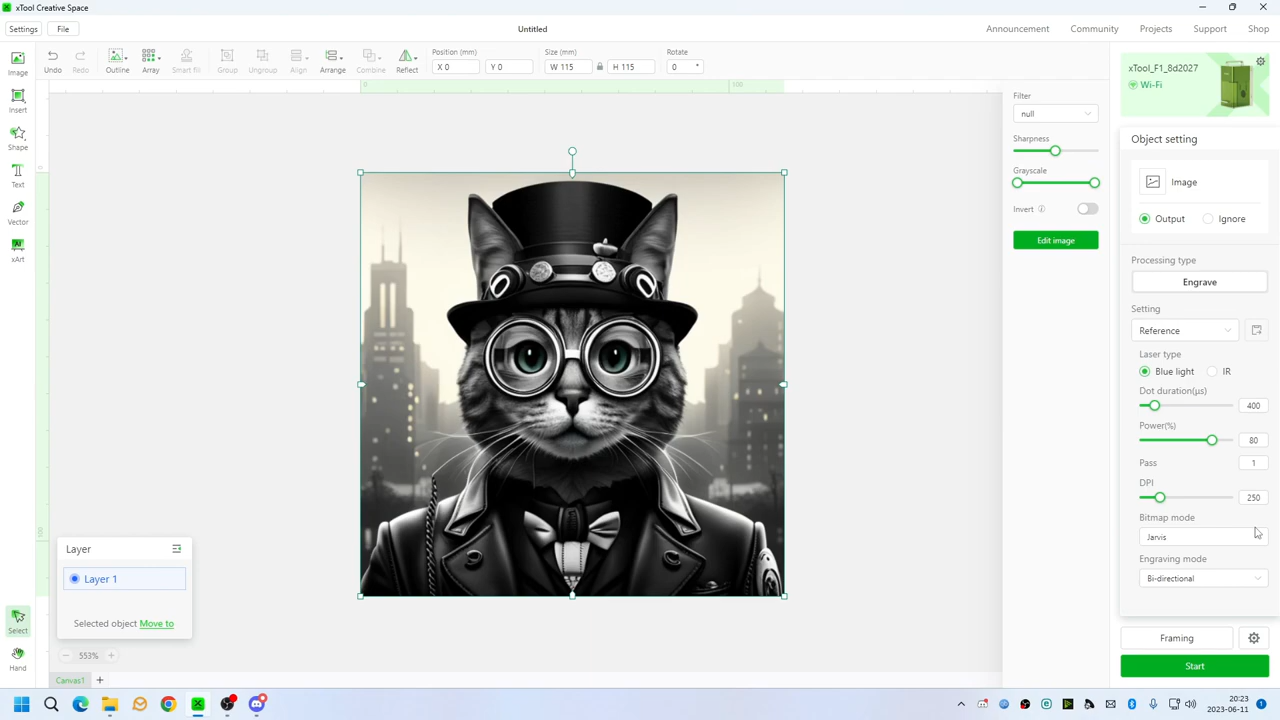 xTool Creative Space
Settings File Untitled Announcement Community Projects Support Shop
Image Undo Redo Outline Array Smart fill Group Ungroup Align Arrange Combine Reflect
Position (mm) Size (mm) Rotate
X 0 Y 0 W 115 H 115 0 °
0 100
0
100
Insert
Shape
Text
Vector
xArt
AI
Select
Hand
Layer
Layer 1
Selected object Move to
553%
Canvas1
Filter
null
Sharpness
Grayscale
Invert
Edit image
xTool_F1_8d2027
Wi-Fi
Object setting
Image
Output Ignore
Processing type
Engrave
Setting
Reference
Laser type
Blue light IR
Dot duration(μs)
400
Power(%)
80
Pass 1
DPI
250
Bitmap mode
Jarvis
Engraving mode
Bi-directional
Framing
Start
20:23
2023-06-11
1